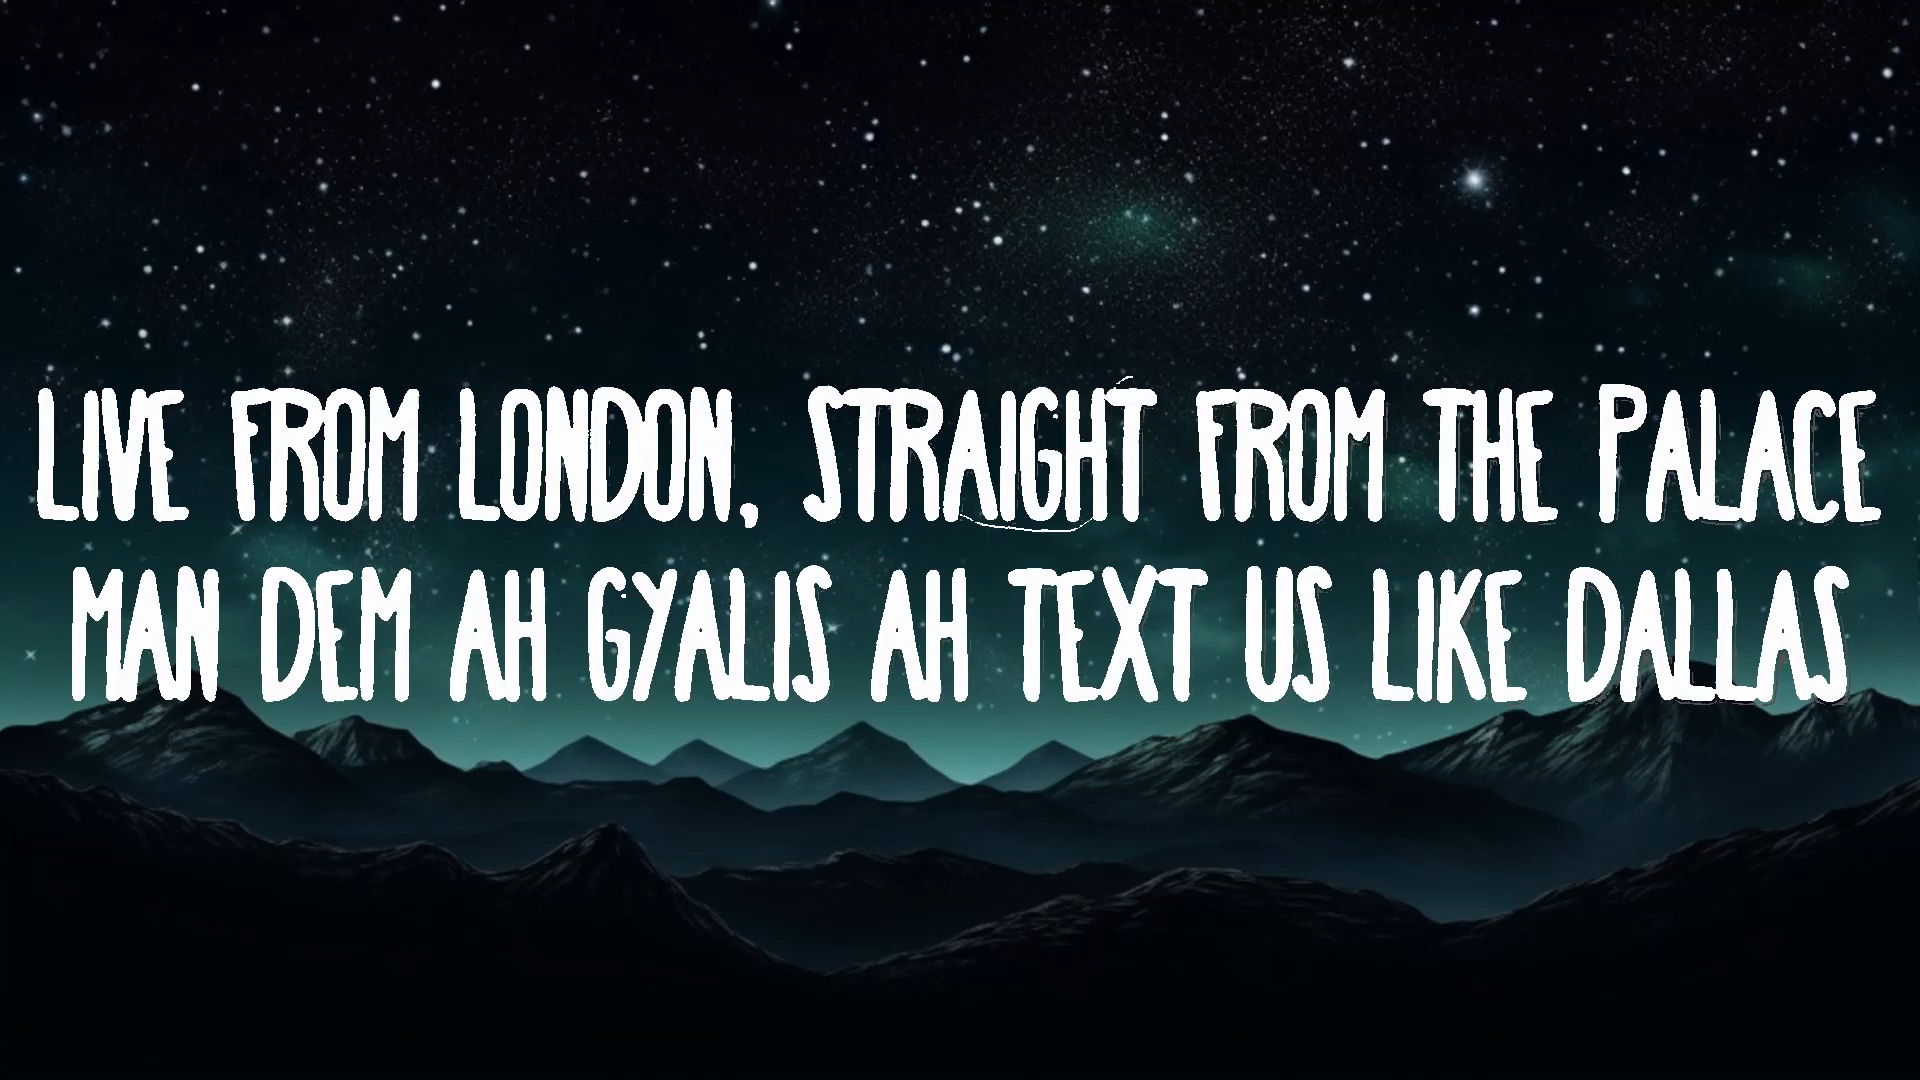 LIVE FROM LONDON, STRAIGHT FROM THE PALACE
MAN DEM AH GYALIS AH TEXT US LIKE DALLAS